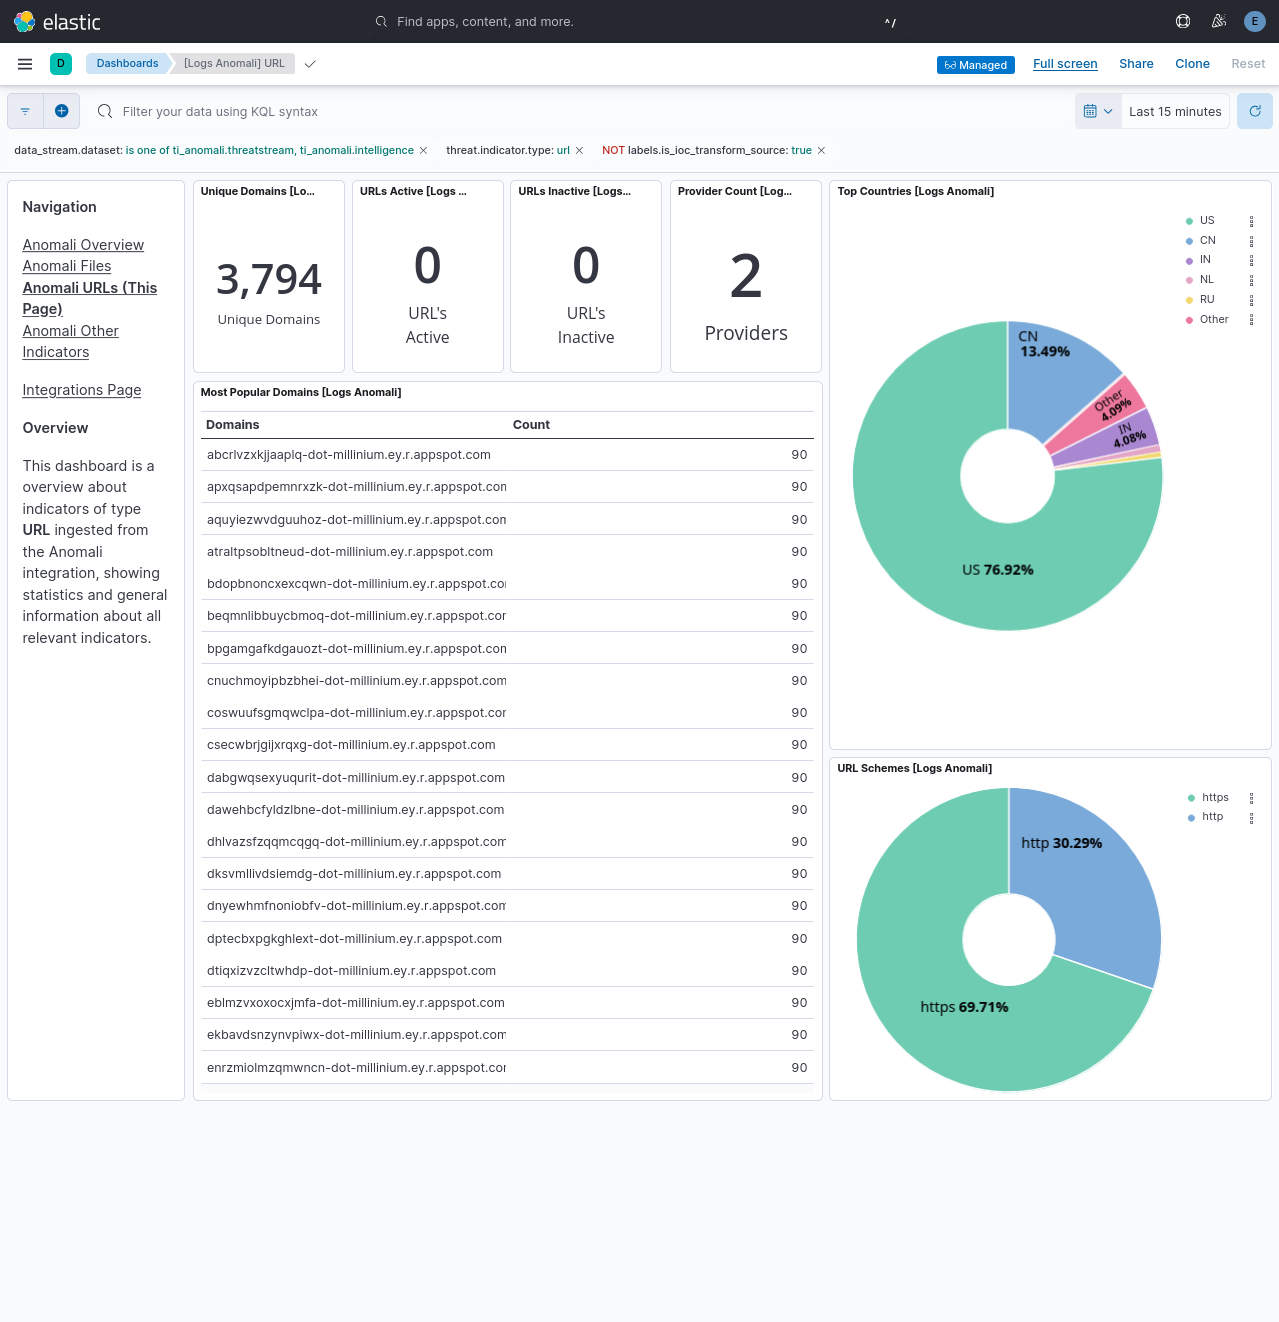 elastic
Find apps, content, and more.
^/
E
D
Dashboards
[Logs Anomali] URL
Managed
Full screen
Share
Clone
Reset
Filter your data using KQL syntax
Last 15 minutes
data_stream.dataset: is one of ti_anomali.threatstream, ti_anomali.intelligence
threat.indicator.type: url
NOT labels.is_ioc_transform_source: true
Navigation
Anomali Overview
Anomali Files
Anomali URLs (This
Page)
Anomali Other
Indicators
Integrations Page
Overview
This dashboard is a
overview about
indicators of type
URL ingested from
the Anomali
integration, showing
statistics and general
information about all
relevant indicators.
Unique Domains [Lo...
3,794
Unique Domains
URLs Active [Logs ...
0
URL's
Active
URLs Inactive [Logs...
0
URL's
Inactive
Provider Count [Log...
2
Providers
Most Popular Domains [Logs Anomali]
Domains Count
abcrlvzxkjjaaplq-dot-millinium.ey.r.appspot.com 90
apxqsapdpemnrxzk-dot-millinium.ey.r.appspot.com 90
aquyiezwvdguuhoz-dot-millinium.ey.r.appspot.com 90
atraltpsobltneud-dot-millinium.ey.r.appspot.com 90
bdopbnoncxexcqwn-dot-millinium.ey.r.appspot.co 90
beqmnlibbuycbmoq-dot-millinium.ey.r.appspot.cor 90
bpgamgafkdgauozt-dot-millinium.ey.r.appspot.com 90
cnuchmoyipbzbhei-dot-millinium.ey.r.appspot.com 90
coswuufsgmqwclpa-dot-millinium.ey.r.appspot.cor 90
csecwbrjgijxrqxg-dot-millinium.ey.r.appspot.com 90
dabgwqsexyuqurit-dot-millinium.ey.r.appspot.com 90
dawehbcfyldzlbne-dot-millinium.ey.r.appspot.com 90
dhlvazsfzqqmcqgq-dot-millinium.ey.r.appspot.com 90
dksvmllivdsiemdg-dot-millinium.ey.r.appspot.com 90
dnyewhmfnoniobfv-dot-millinium.ey.r.appspot.com 90
dptecbxpgkghlext-dot-millinium.ey.r.appspot.com 90
dtiqxizvzcltwhdp-dot-millinium.ey.r.appspot.com 90
eblmzvxoxocxjmfa-dot-millinium.ey.r.appspot.com 90
ekbavdsnzynvpiwx-dot-millinium.ey.r.appspot.com 90
enrzmiolmzqmwncn-dot-millinium.ey.r.appspot.cor 90
Top Countries [Logs Anomali]
US
CN
IN
NL
RU
Other
CN
13.49%
Other
4.09%
IN
4.08%
US 76.92%
URL Schemes [Logs Anomali]
https
http
http 30.29%
https 69.71%